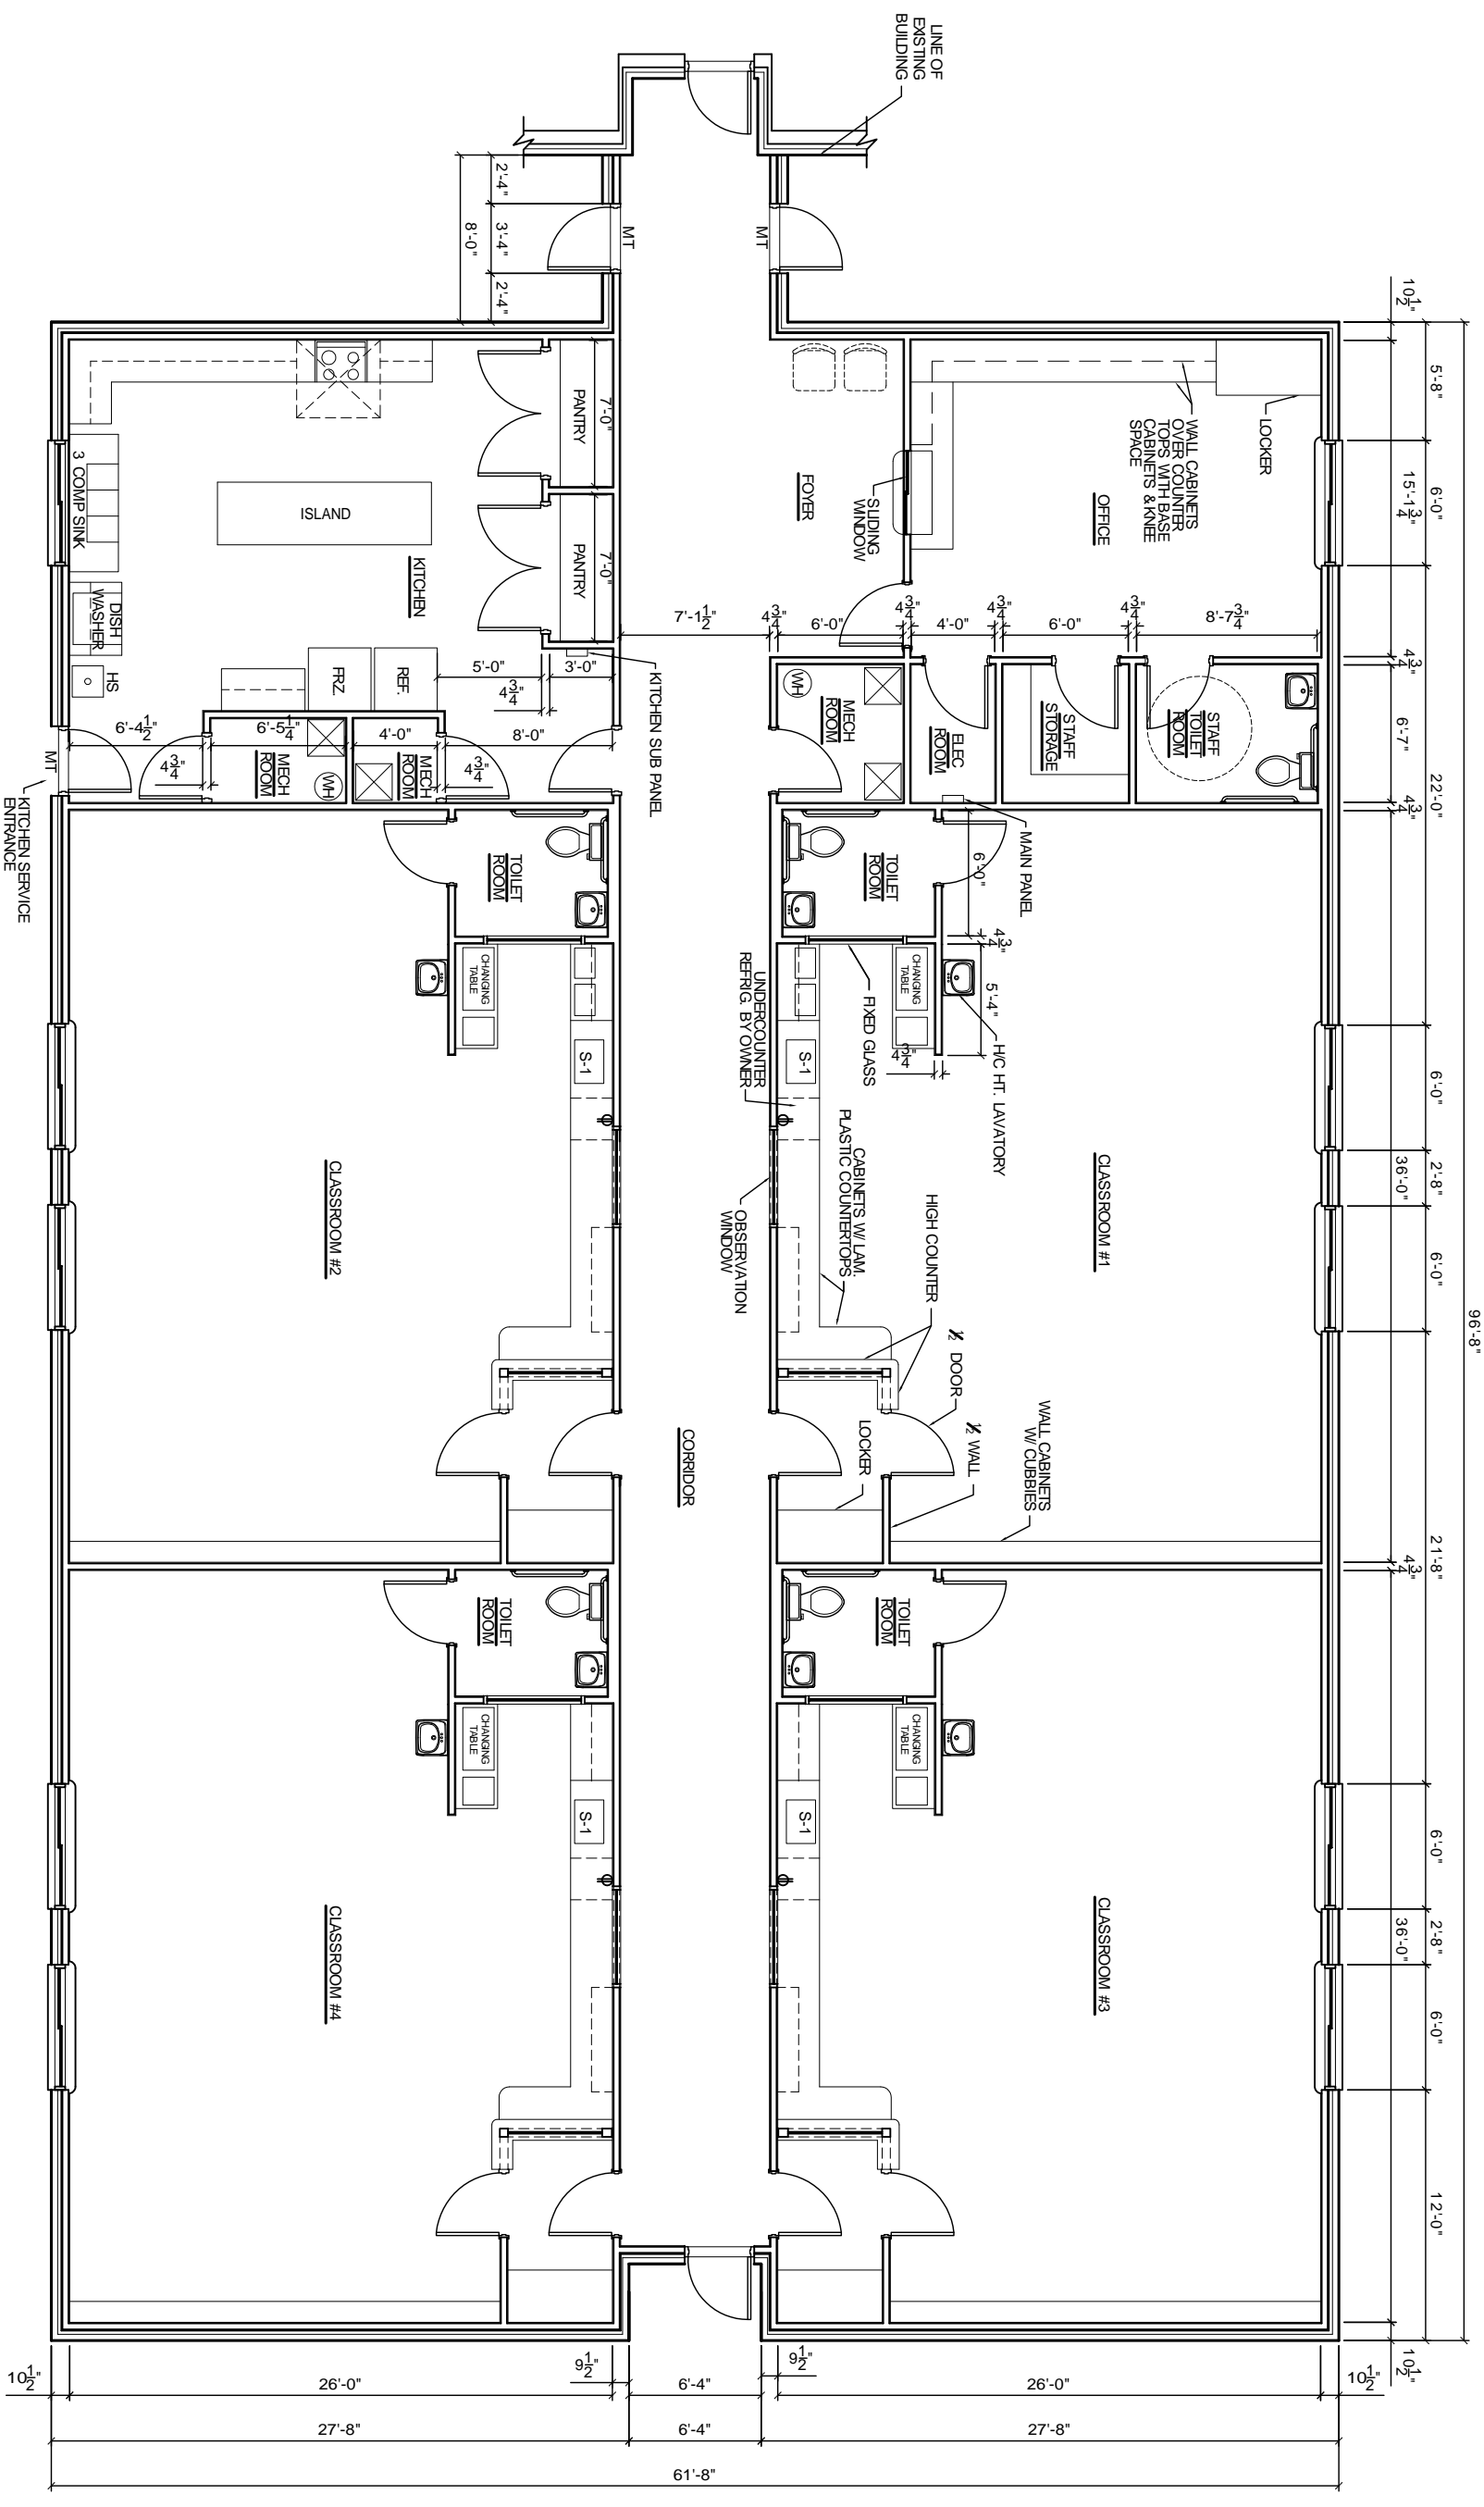 LINE OF
EXISTING
BUILDING
2'-4"
3'-4"
2'-4"
8'-0"
MT
MT
10 1/2"
5'-8"
6'-0"
22'-0"
6'-0"
2'-8"
6'-0"
21'-8"
6'-0"
2'-8"
6'-0"
12'-0"
96'-8"
15'-1 3/4"
4 3/4"
6'-7"
4 3/4"
36'-0"
4 3/4"
36'-0"
10 1/2"
LOCKER
WALL CABINETS
OVER COUNTER
TOPS WITH BASE
CABINETS & KNEE
SPACE
OFFICE
SLIDING
WINDOW
FOYER
7'-0"
PANTRY
7'-0"
PANTRY
ISLAND
KITCHEN
3 COMP SINK
DISH
WASHER
HS
FRZ
REF.
5'-0"
4 3/4"
3'-0"
KITCHEN SUB PANEL
7'-1 1/2"
4 3/4"
6'-0"
4 3/4"
4'-0"
4 3/4"
6'-0"
4 3/4"
8'-7 3/4"
6'-4 1/2"
4 3/4"
6'-5 1/4"
4'-0"
4 3/4"
8'-0"
MECH
ROOM
WH
MECH
ROOM
MT
KITCHEN SERVICE
ENTRANCE
WH
MECH
ROOM
ELEC
ROOM
STAFF
STORAGE
STAFF
TOILET
ROOM
MAIN PANEL
TOILET
ROOM
TOILET
ROOM
6'-0"
4 3/4"
5'-4"
4 3/4"
CHANGING
TABLE
CHANGING
TABLE
FIXED GLASS
H/C HT. LAVATORY
UNDERCOUNTER
REFRIG. BY OWNER
S-1
S-1
CABINETS W/ LAM.
PLASTIC COUNTERTOPS
OBSERVATION
WINDOW
HIGH COUNTER
1/2 DOOR
1/2 WALL
LOCKER
WALL CABINETS
W/ CUBBIES
CLASSROOM #1
CLASSROOM #2
CORRIDOR
TOILET
ROOM
TOILET
ROOM
CHANGING
TABLE
CHANGING
TABLE
S-1
S-1
CLASSROOM #3
CLASSROOM #4
10 1/2"
26'-0"
9 1/2"
6'-4"
9 1/2"
26'-0"
10 1/2"
27'-8"
6'-4"
27'-8"
61'-8"